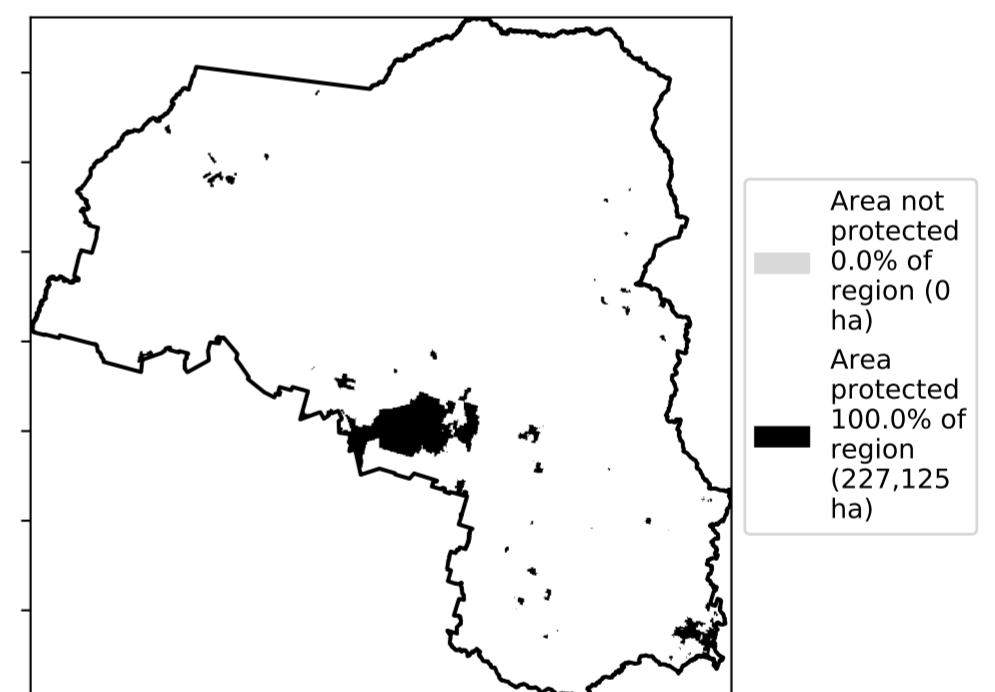 Area not
protected
0.0% of
region (0
ha)
Area
protected
100.0% of
region
(227,125
ha)